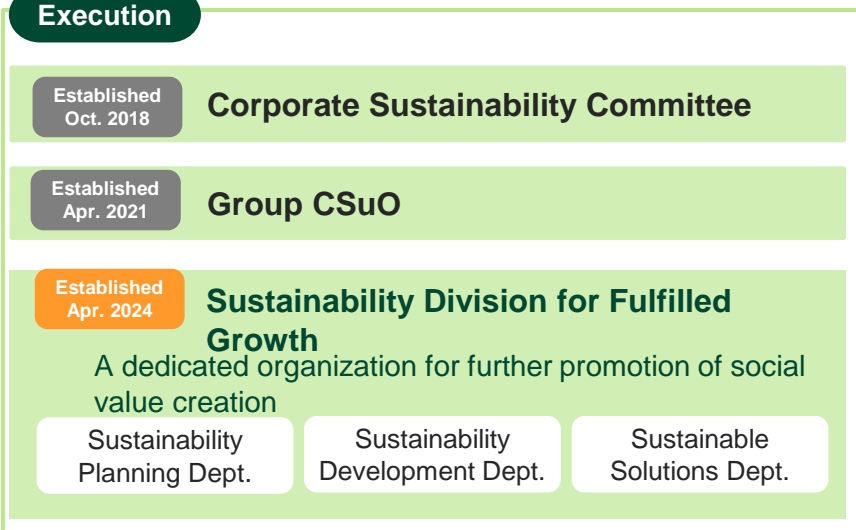 Execution
Established
Oct. 2018
Corporate Sustainability Committee
Established
Apr. 2021
Group CSuO
Established
Apr. 2024
Sustainability Division for Fulfilled
Growth
A dedicated organization for further promotion of social
value creation
Sustainability
Planning Dept.
Sustainability
Development Dept.
Sustainable
Solutions Dept.